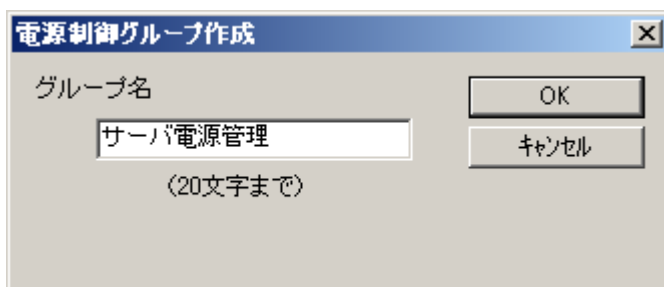 電源制御グループ作成
グループ名
OK
サーバ電源管理
キャンセル
(20文字まで)